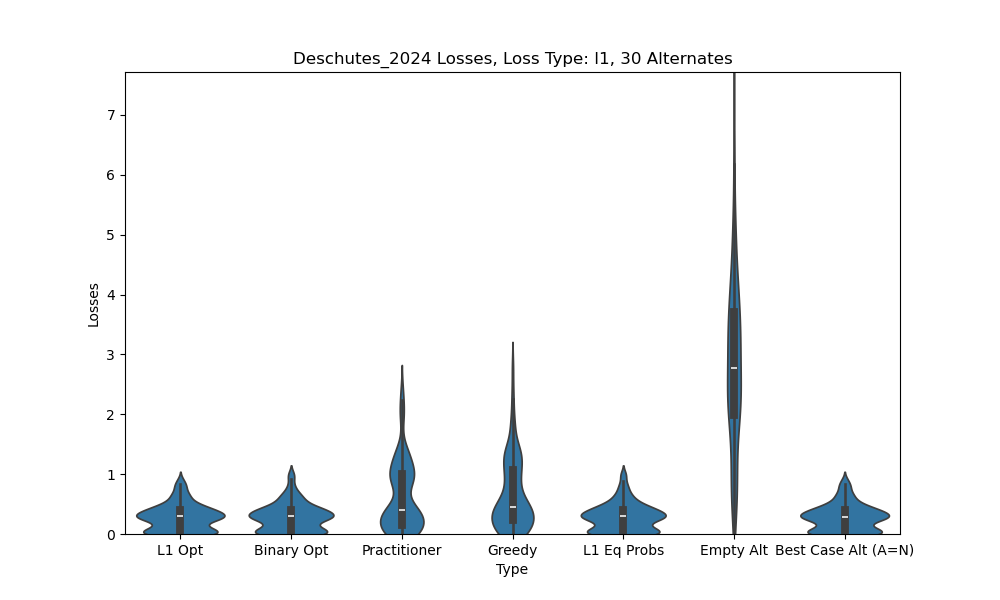 Deschutes_2024 Losses, Loss Type: l1, 30 Alternates
7
6
5
4
3
2
1
0
Losses
L1 Opt Binary Opt Practitioner Greedy L1 Eq Probs Empty Alt Best Case Alt (A=N)
Type